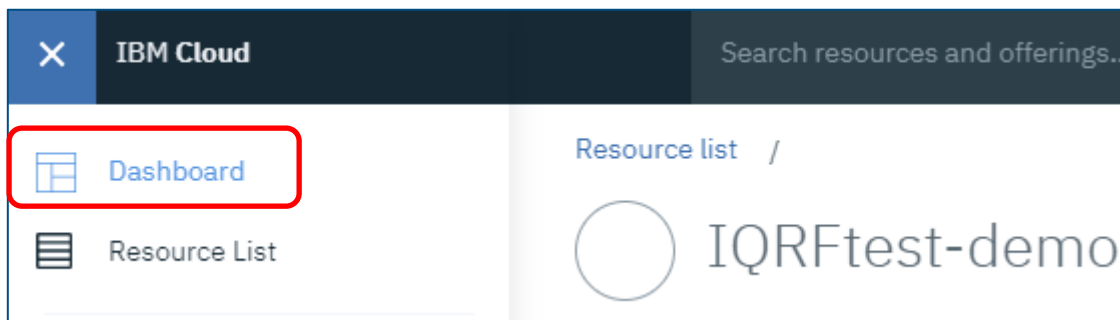 IBM Cloud
Search resources and offerings..
Dashboard
Resource list /
Resource List
IQRFtest-demo